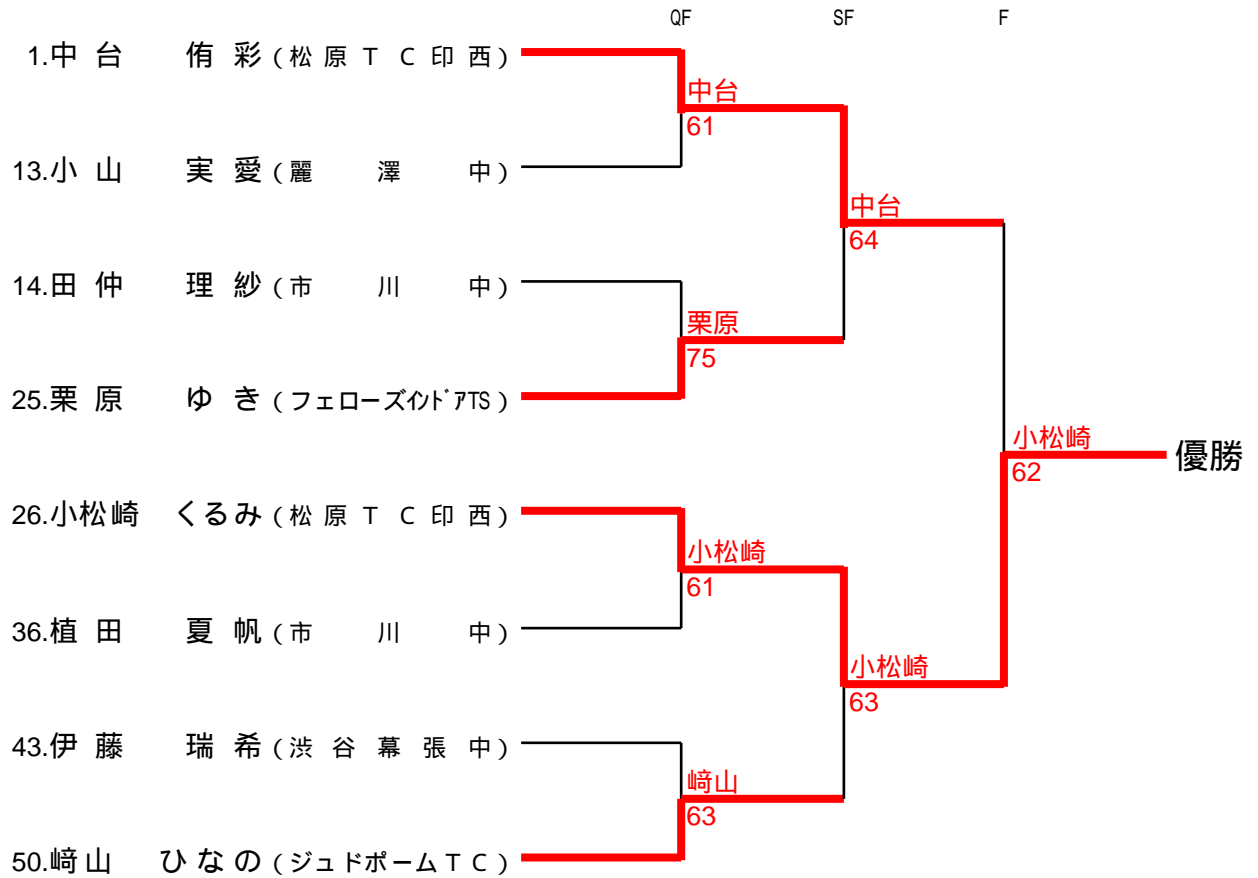 QF SF F
1.中台 侑彩(松原TC印西)
中台
61
13.小山 実愛(麗澤中)
中台
64
14.田仲 理紗(市川中)
栗原
75
25.栗原 ゆき(フェローズインドアTS)
小松崎
62
優勝
26.小松崎 くるみ(松原TC印西)
小松崎
61
36.植田 夏帆(市川中)
小松崎
63
43.伊藤 瑞希(渋谷幕張中)
﨑山
63
50.﨑山 ひなの(ジュドポームTC)